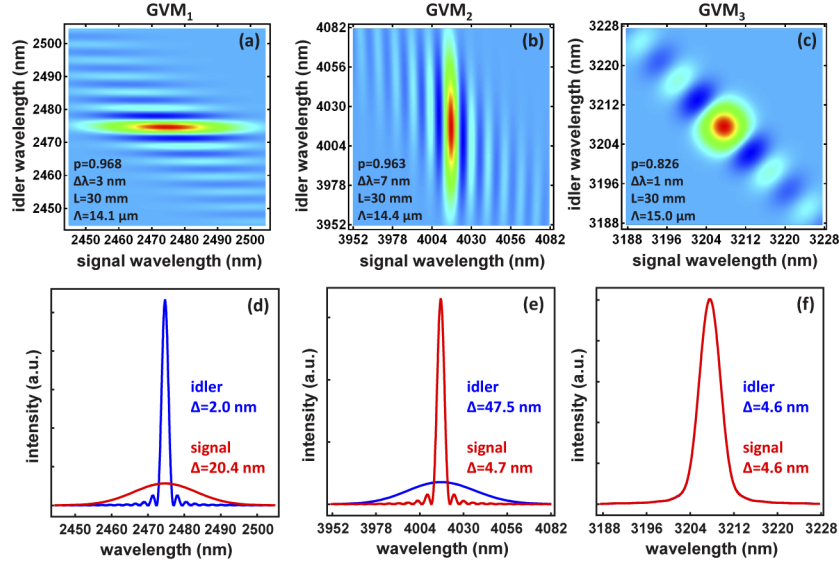 GVM₁ GVM₂ GVM₃
(a)
idler wavelength (nm)
2500
2490
2480
2470
2460
2450
p=0.968
Δλ=3 nm
L=30 mm
Λ=14.1 μm
2450 2460 2470 2480 2490 2500
signal wavelength (nm)
(b)
idler wavelength (nm)
4082
4056
4030
4004
3978
3952
p=0.963
Δλ=7 nm
L=30 mm
Λ=14.4 μm
3952 3978 4004 4030 4056 4082
signal wavelength (nm)
(c)
idler wavelength (nm)
3228
3220
3212
3204
3196
3188
p=0.826
Δλ=1 nm
L=30 mm
Λ=15.0 μm
3188 3196 3204 3212 3220 3228
signal wavelength (nm)
(d)
intensity (a.u.)
idler
Δ=2.0 nm
signal
Δ=20.4 nm
2450 2460 2470 2480 2490 2500
wavelength (nm)
(e)
intensity (a.u.)
idler
Δ=47.5 nm
signal
Δ=4.7 nm
3952 3978 4004 4030 4056 4082
wavelength (nm)
(f)
intensity (a.u.)
idler
Δ=4.6 nm
signal
Δ=4.6 nm
3188 3196 3204 3212 3220 3228
wavelength (nm)